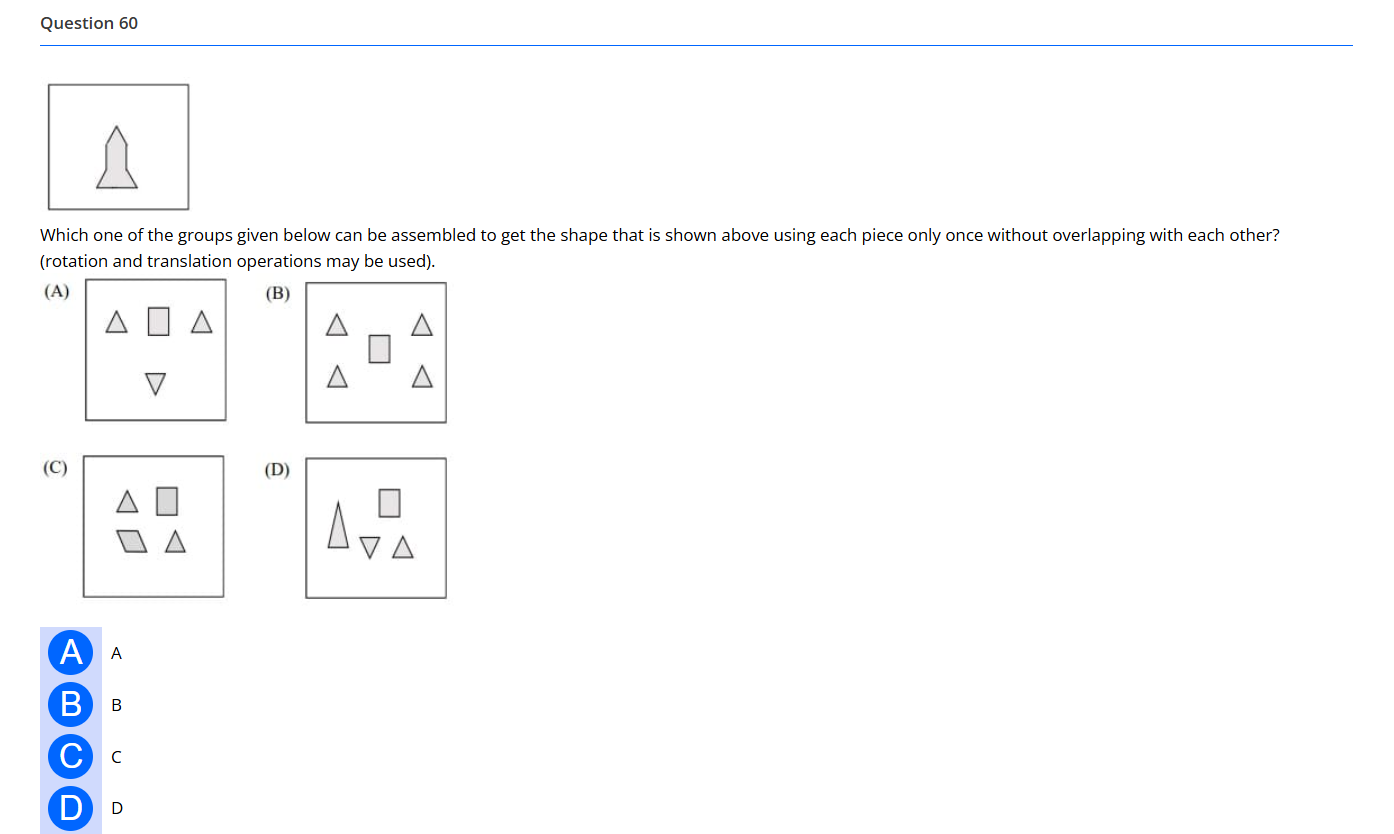 Question 60
Which one of the groups given below can be assembled to get the shape that is shown above using each piece only once without overlapping with each other?
(rotation and translation operations may be used).
(A) (B)
(C) (D)
A A
B B
C C
D D